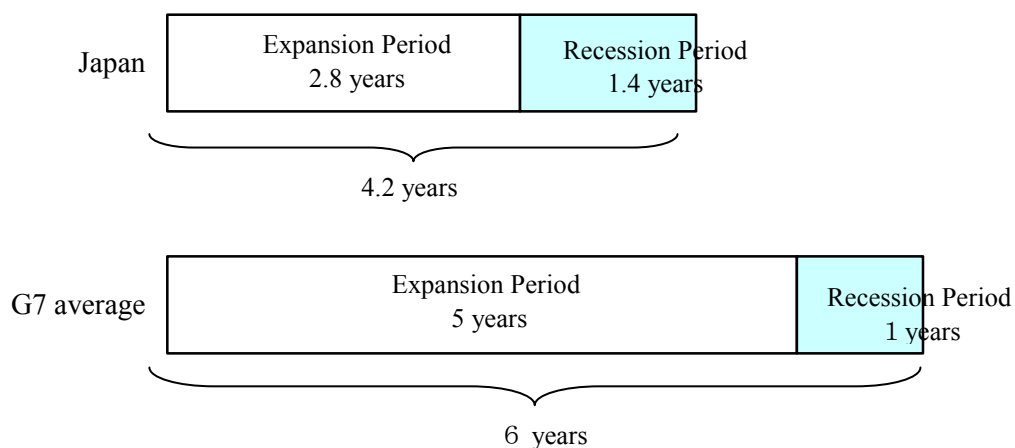 Japan
Expansion Period
2.8 years
Recession Period
1.4 years
4.2 years
G7 average
Expansion Period
5 years
Recession Period
１ years
６ years